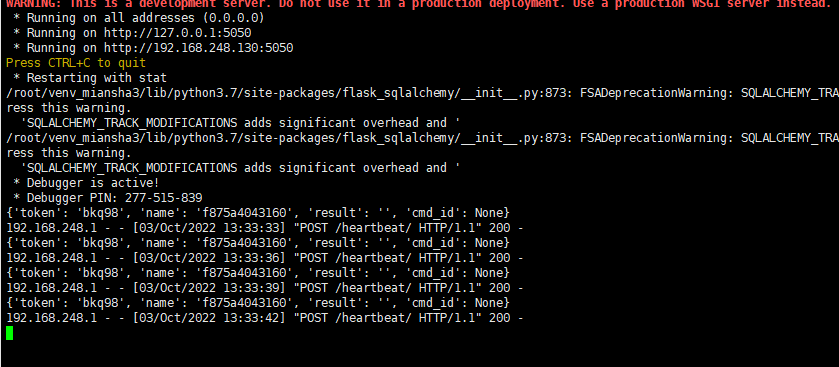 WARNING: This is a development server. Do not use it in a production deployment. Use a production WSGI server instead.
 * Running on all addresses (0.0.0.0)
 * Running on http://127.0.0.1:5050
 * Running on http://192.168.248.130:5050
Press CTRL+C to quit
 * Restarting with stat
/root/venv_miansha3/lib/python3.7/site-packages/flask_sqlalchemy/__init__.py:873: FSADeprecationWarning: SQLALCHEMY_TRA
ress this warning.
  'SQLALCHEMY_TRACK_MODIFICATIONS adds significant overhead and '
/root/venv_miansha3/lib/python3.7/site-packages/flask_sqlalchemy/__init__.py:873: FSADeprecationWarning: SQLALCHEMY_TRA
ress this warning.
  'SQLALCHEMY_TRACK_MODIFICATIONS adds significant overhead and '
 * Debugger is active!
 * Debugger PIN: 277-515-839
{'token': 'bkq98', 'name': 'f875a4043160', 'result': '', 'cmd_id': None}
192.168.248.1 - - [03/Oct/2022 13:33:33] "POST /heartbeat/ HTTP/1.1" 200 -
{'token': 'bkq98', 'name': 'f875a4043160', 'result': '', 'cmd_id': None}
192.168.248.1 - - [03/Oct/2022 13:33:36] "POST /heartbeat/ HTTP/1.1" 200 -
{'token': 'bkq98', 'name': 'f875a4043160', 'result': '', 'cmd_id': None}
192.168.248.1 - - [03/Oct/2022 13:33:39] "POST /heartbeat/ HTTP/1.1" 200 -
{'token': 'bkq98', 'name': 'f875a4043160', 'result': '', 'cmd_id': None}
192.168.248.1 - - [03/Oct/2022 13:33:42] "POST /heartbeat/ HTTP/1.1" 200 -